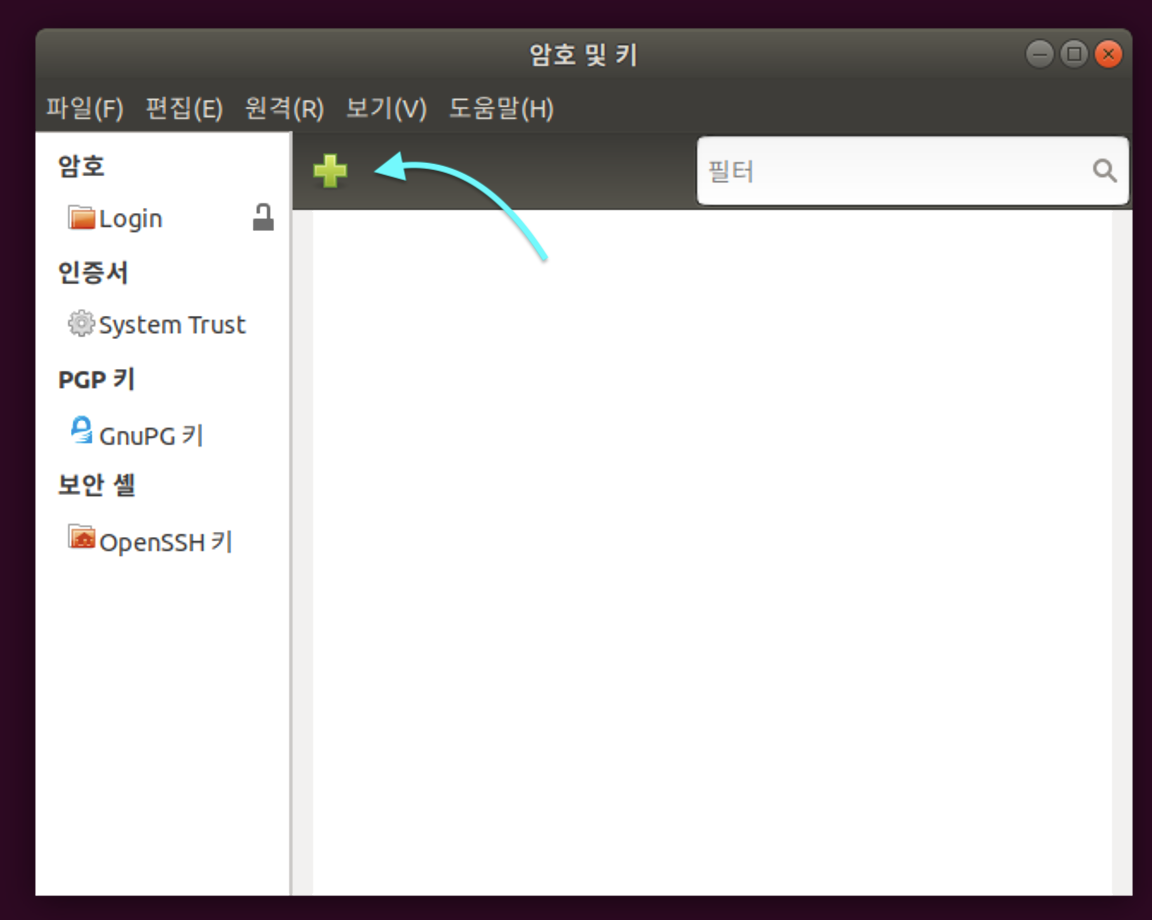 암호 및 키
파일(F) 편집(E) 원격(R) 보기(V) 도움말(H)
필터
암호
Login
인증서
System Trust
PGP 키
GnuPG 키
보안 셸
OpenSSH 키